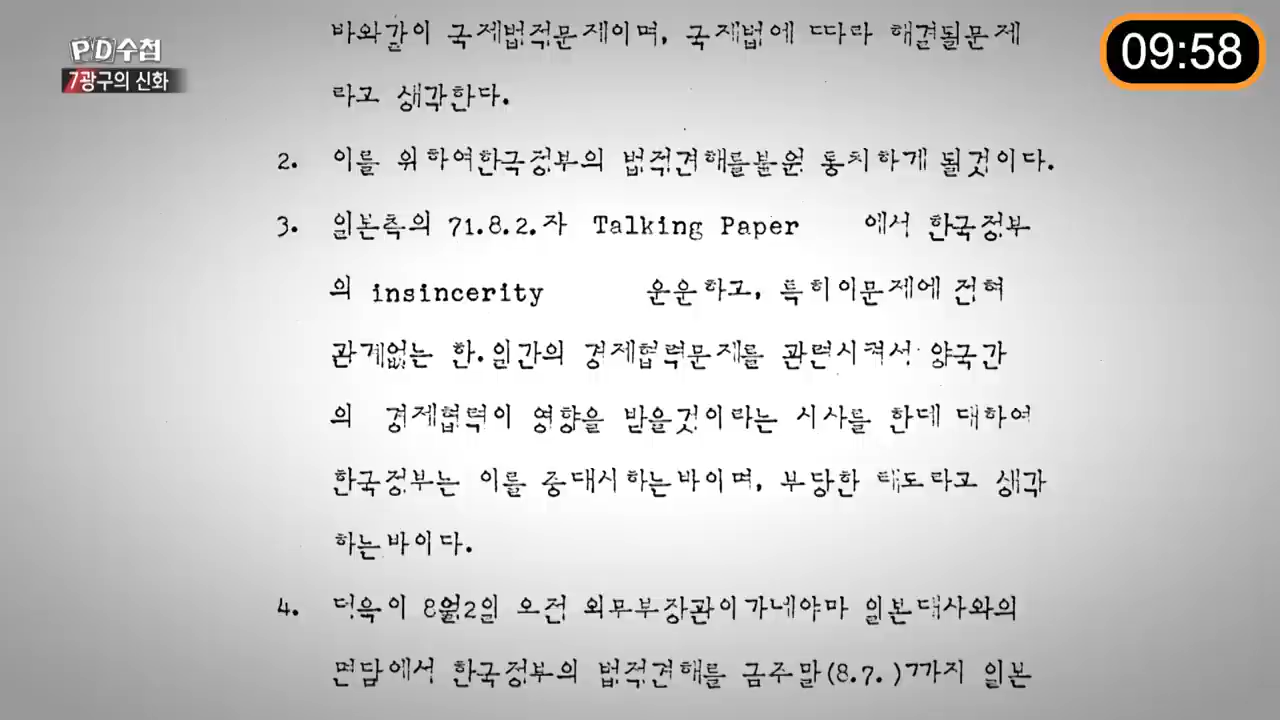 PD수첩
7광구의 신화
09:58
바와같이 국제법적문제이며, 국제법에 따라 해결될문제
라고 생각한다.
2. 이를 위하여한국정부의 법적견해를불원 통치하게 될것이다.
3. 일본측의 71.8.2.자 Talking Paper 에서 한국정부
의 insincerity 운운하고, 특히이문제에 전혀
관계없는 한.일간의 경제협력문제를 관련시켜서 양국간
의 경제협력이 영향을 받을것이라는 시사를 한데 대하여
한국정부는 이를 중대시하는바이며, 부당한 태도라고 생각
하는바이다.
4. 더욱이 8월2일 오전 외무부장관이가네야마 일본대사와의
면담에서 한국정부의 법적견해를 금주말(8.7.)까지 일본